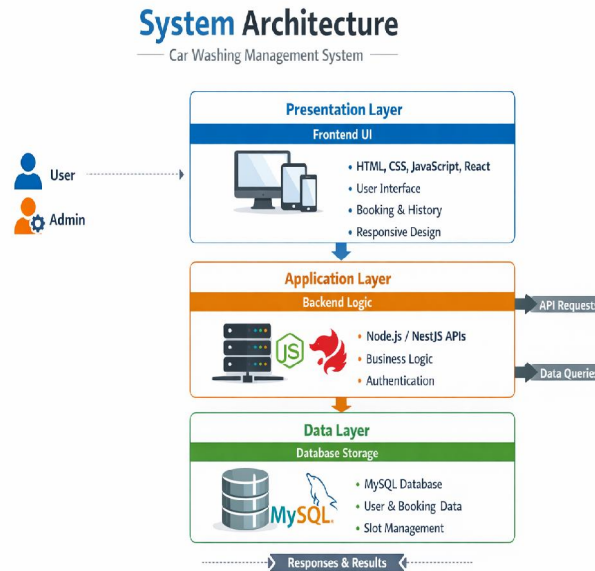 System Architecture
Car Washing Management System
Presentation Layer
Frontend UI
User
Admin
• HTML, CSS, JavaScript, React
• User Interface
• Booking & History
• Responsive Design
Application Layer
Backend Logic
JS
• Node.js / NestJS APIs
• Business Logic
• Authentication
API Requests
Data Queries
Data Layer
Database Storage
MySQL
• MySQL Database
• User & Booking Data
• Slot Management
Responses & Results